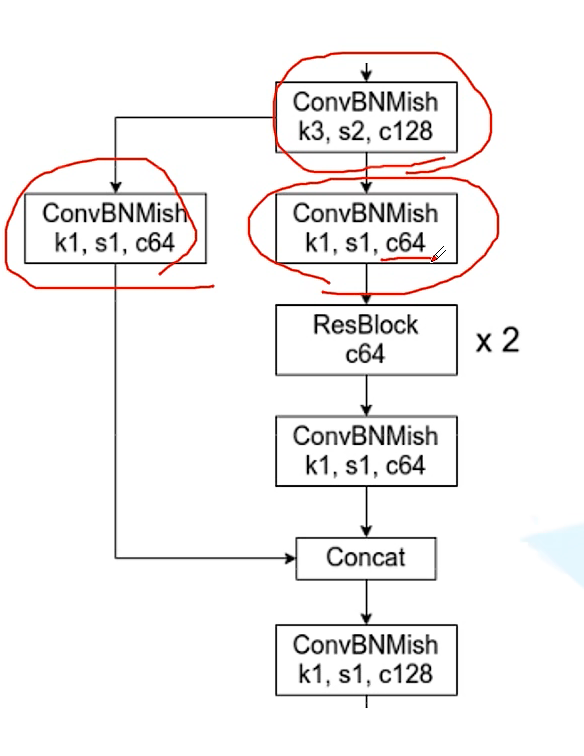 ConvBNMish
k3, s2, c128
ConvBNMish
k1, s1, c64
ConvBNMish
k1, s1, c64
ResBlock
c64
x 2
ConvBNMish
k1, s1, c64
Concat
ConvBNMish
k1, s1, c128